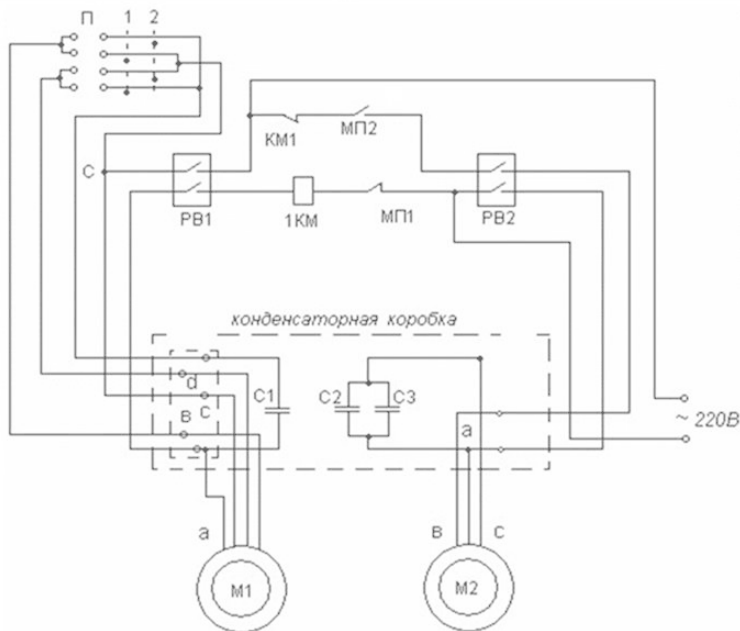 П 1 2
КМ1 МП2
С
РВ1 1КМ МП1 РВ2
конденсаторная коробка
d
С1 С2 С3
с
в а ~ 220В
а в с
М1 М2